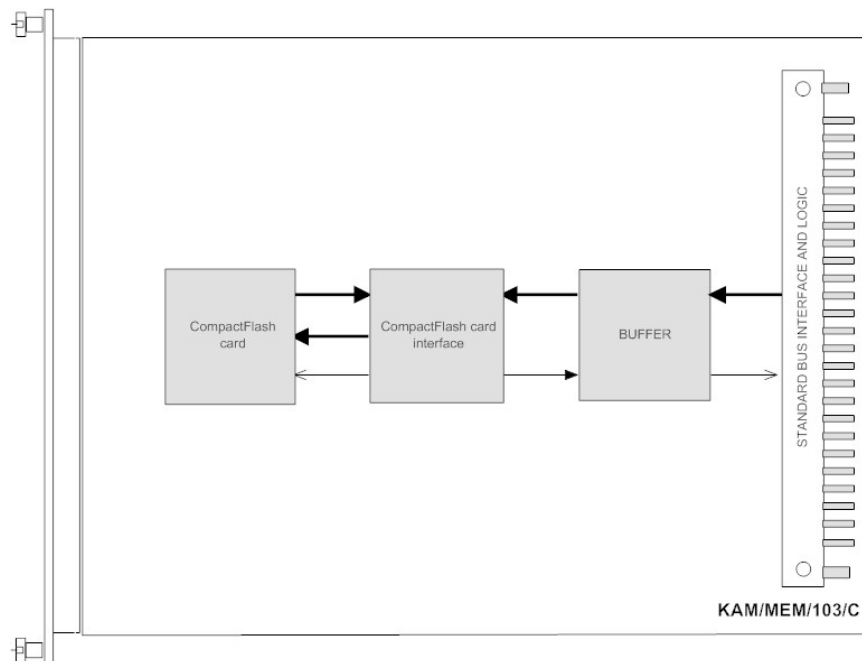 CompactFlash
card
CompactFlash card
interface
BUFFER
STANDARD BUS INTERFACE AND LOGIC
KAM/MEM/103/C